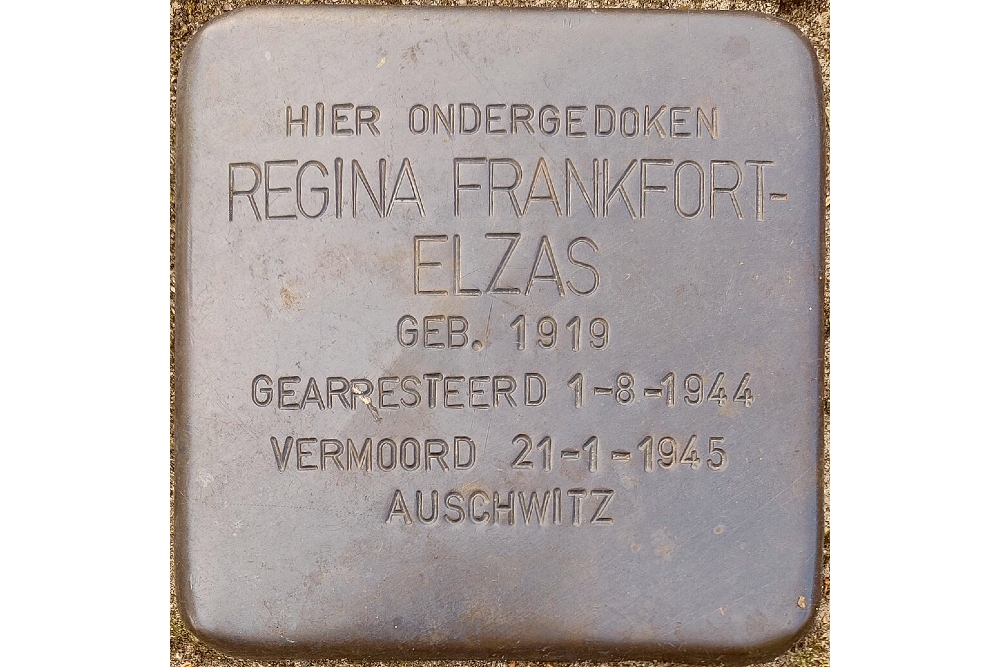 HIER ONDERGEDOKEN
REGINA FRANKFORT-
ELZAS
GEB. 1919
GEARRESTEERD 1-8-1944
VERMOORD 21-1-1945
AUSCHWITZ